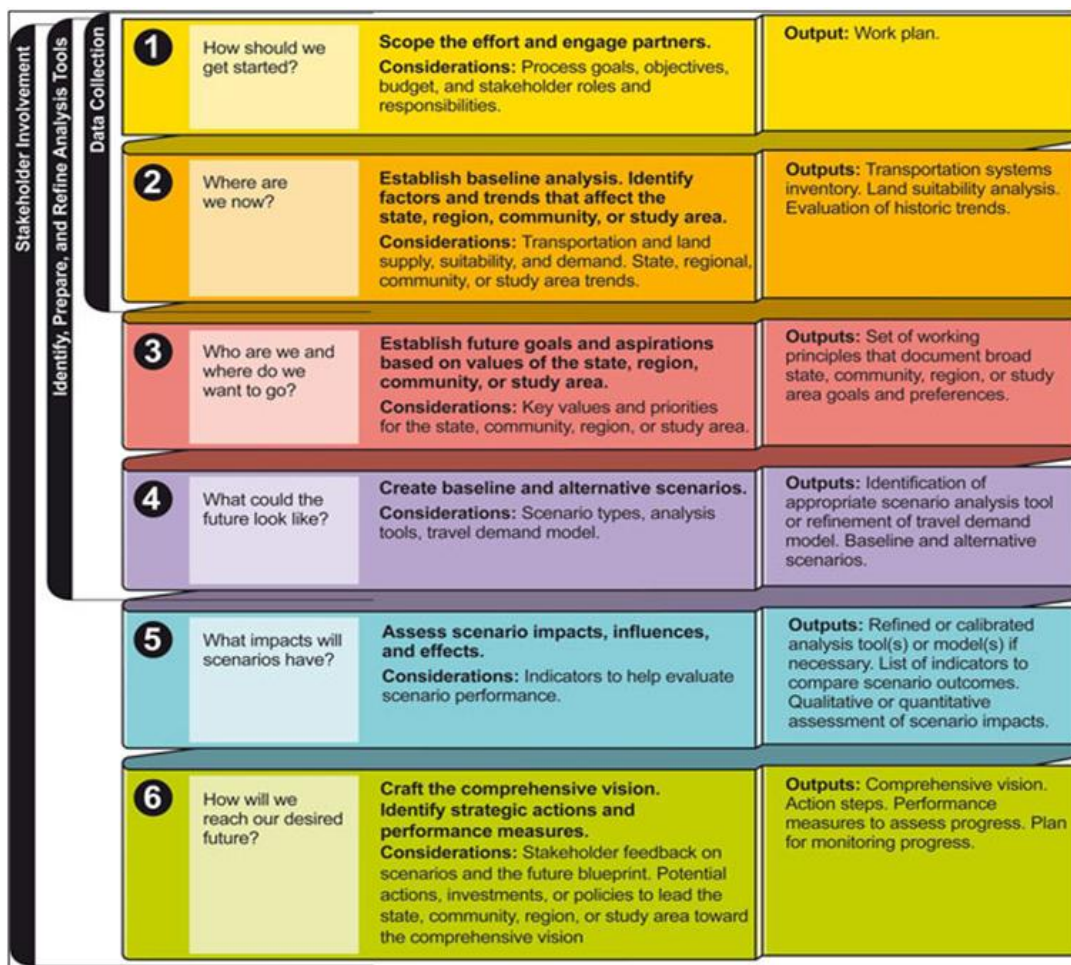 Stakeholder Involvement
Identify, Prepare, and Refine Analysis Tools
Data Collection
1
How should we
get started?
Scope the effort and engage partners.
Considerations: Process goals, objectives,
budget, and stakeholder roles and
responsibilities.
Output: Work plan.
2
Where are
we now?
Establish baseline analysis. Identify
factors and trends that affect the
state, region, community, or study area.
Considerations: Transportation and land
supply, suitability, and demand. State, regional,
community, or study area trends.
Outputs: Transportation systems
inventory. Land suitability analysis.
Evaluation of historic trends.
3
Who are we and
where do we
want to go?
Establish future goals and aspirations
based on values of the state, region,
community, or study area.
Considerations: Key values and priorities
for the state, community, region, or study area.
Outputs: Set of working
principles that document broad
state, community, region, or study
area goals and preferences.
4
What could the
future look like?
Create baseline and alternative scenarios.
Considerations: Scenario types, analysis
tools, travel demand model.
Outputs: Identification of
appropriate scenario analysis tool
or refinement of travel demand
model. Baseline and alternative
scenarios.
5
What impacts will
scenarios have?
Assess scenario impacts, influences,
and effects.
Considerations: Indicators to help evaluate
scenario performance.
Outputs: Refined or calibrated
analysis tool(s) or model(s) if
necessary. List of indicators to
compare scenario outcomes.
Qualitative or quantitative
assessment of scenario impacts.
6
How will we
reach our desired
future?
Craft the comprehensive vision.
Identify strategic actions and
performance measures.
Considerations: Stakeholder feedback on
scenarios and the future blueprint. Potential
actions, investments, or policies to lead the
state, community, region, or study area toward
the comprehensive vision
Outputs: Comprehensive vision.
Action steps. Performance
measures to assess progress. Plan
for monitoring progress.